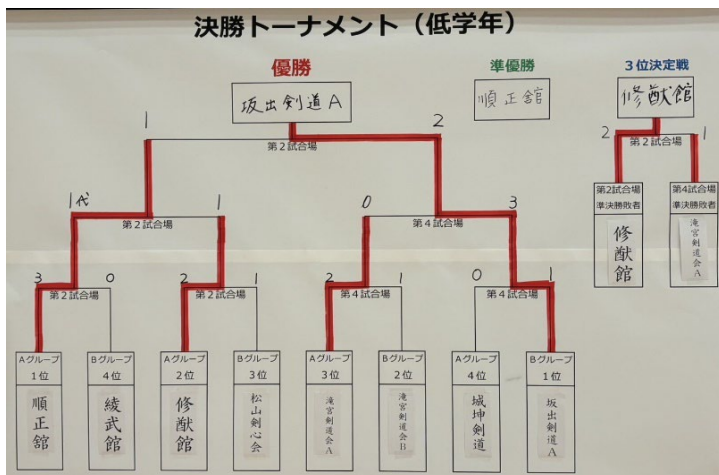 決勝トーナメント（低学年）
優勝
準優勝
3位決定戦
坂出剣道A
順正舘
修猷館
1
2
第2試合場
2
1
第2試合場
1代
1
第2試合場
0
3
第4試合場
第2試合場
準決勝敗者
修猷館
第4試合場
準決勝敗者
滝宮剣道会A
3
0
第2試合場
2
1
第2試合場
2
1
第4試合場
0
1
第4試合場
Aグループ
1位
順正舘
Bグループ
4位
綾武館
Aグループ
2位
修猷館
Bグループ
3位
松山剣心会
Aグループ
3位
滝宮剣道会A
Bグループ
2位
滝宮剣道会B
Aグループ
4位
城坤剣道
Bグループ
1位
坂出剣道A